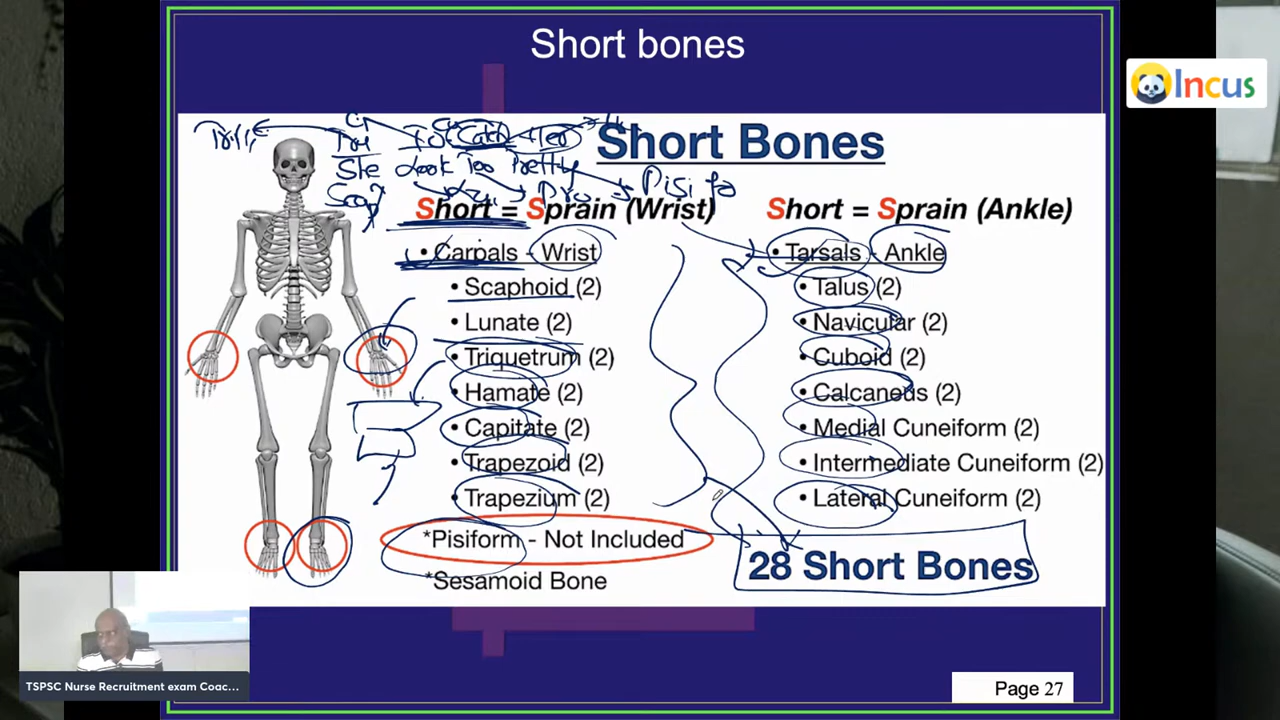 Short bones
Incus
Tri
She Look Too Pretty
Pisi fo
Short Bones
Short = Sprain (Wrist)
• Carpals - Wrist
• Scaphoid (2)
• Lunate (2)
• Triquetrum (2)
• Hamate (2)
• Capitate (2)
• Trapezoid (2)
• Trapezium (2)
*Pisiform - Not Included
*Sesamoid Bone
Short = Sprain (Ankle)
• Tarsals - Ankle
• Talus (2)
• Navicular (2)
• Cuboid (2)
• Calcaneus (2)
• Medial Cuneiform (2)
• Intermediate Cuneiform (2)
• Lateral Cuneiform (2)
28 Short Bones
TSPSC Nurse Recruitment exam Coac...
Page 27